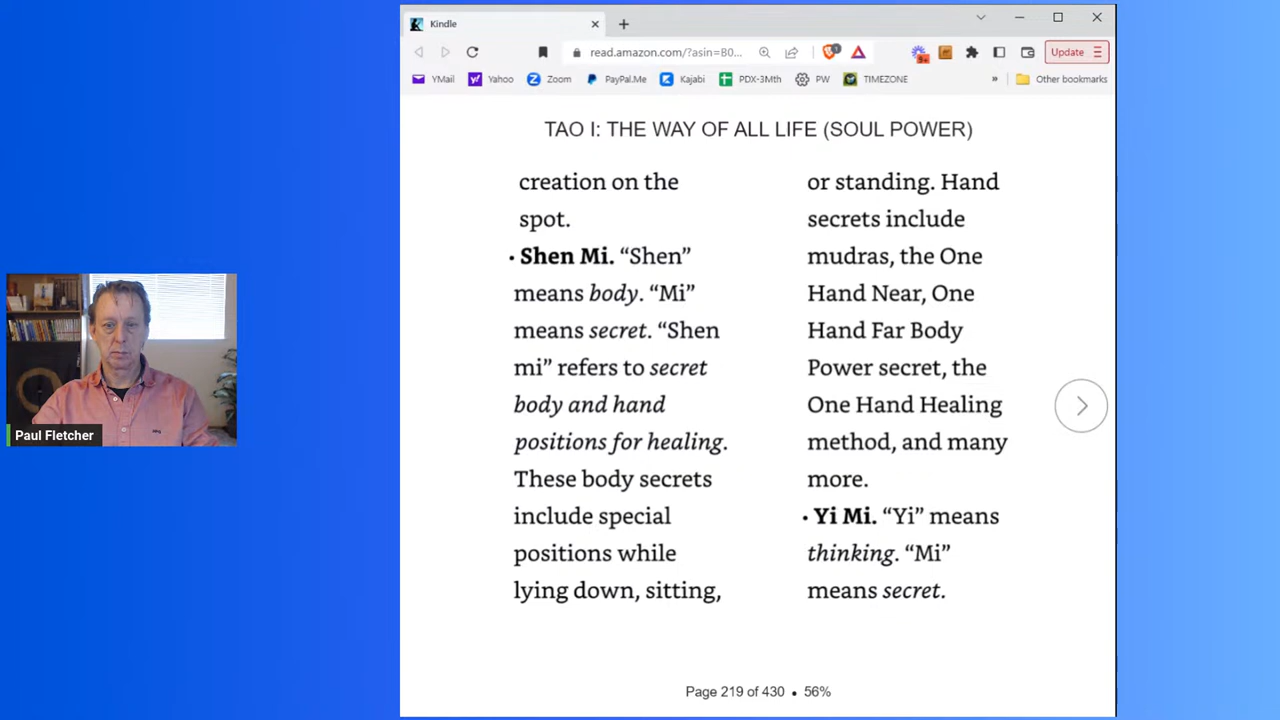 Kindle
read.amazon.com/?asin=B0...
9+
Update
YMail
Yahoo
Zoom
PayPal.Me
Kajabi
PDX-3Mth
PW
TIMEZONE
»
Other bookmarks
TAO I: THE WAY OF ALL LIFE (SOUL POWER)
creation on the
spot.
• Shen Mi. “Shen”
means body. “Mi”
means secret. “Shen
mi” refers to secret
body and hand
positions for healing.
These body secrets
include special
positions while
lying down, sitting,
or standing. Hand
secrets include
mudras, the One
Hand Near, One
Hand Far Body
Power secret, the
One Hand Healing
method, and many
more.
• Yi Mi. “Yi” means
thinking. “Mi”
means secret.
Page 219 of 430 • 56%
Paul Fletcher